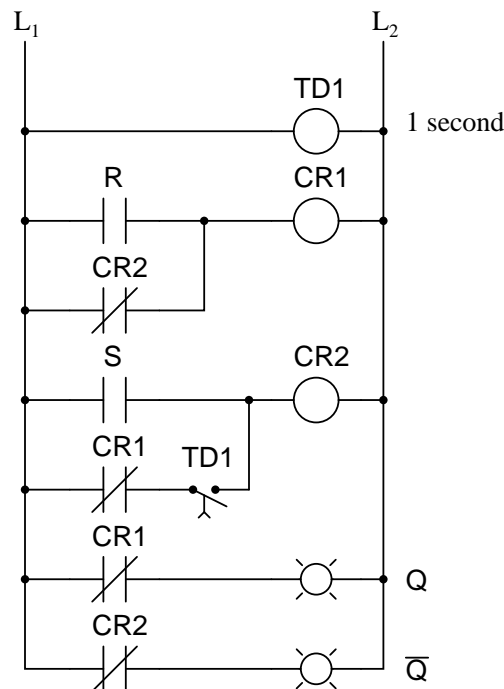 L₁ L₂
TD1
1 second
R CR1
CR2
S CR2
CR1 TD1
CR1
Q
CR2
Q̅